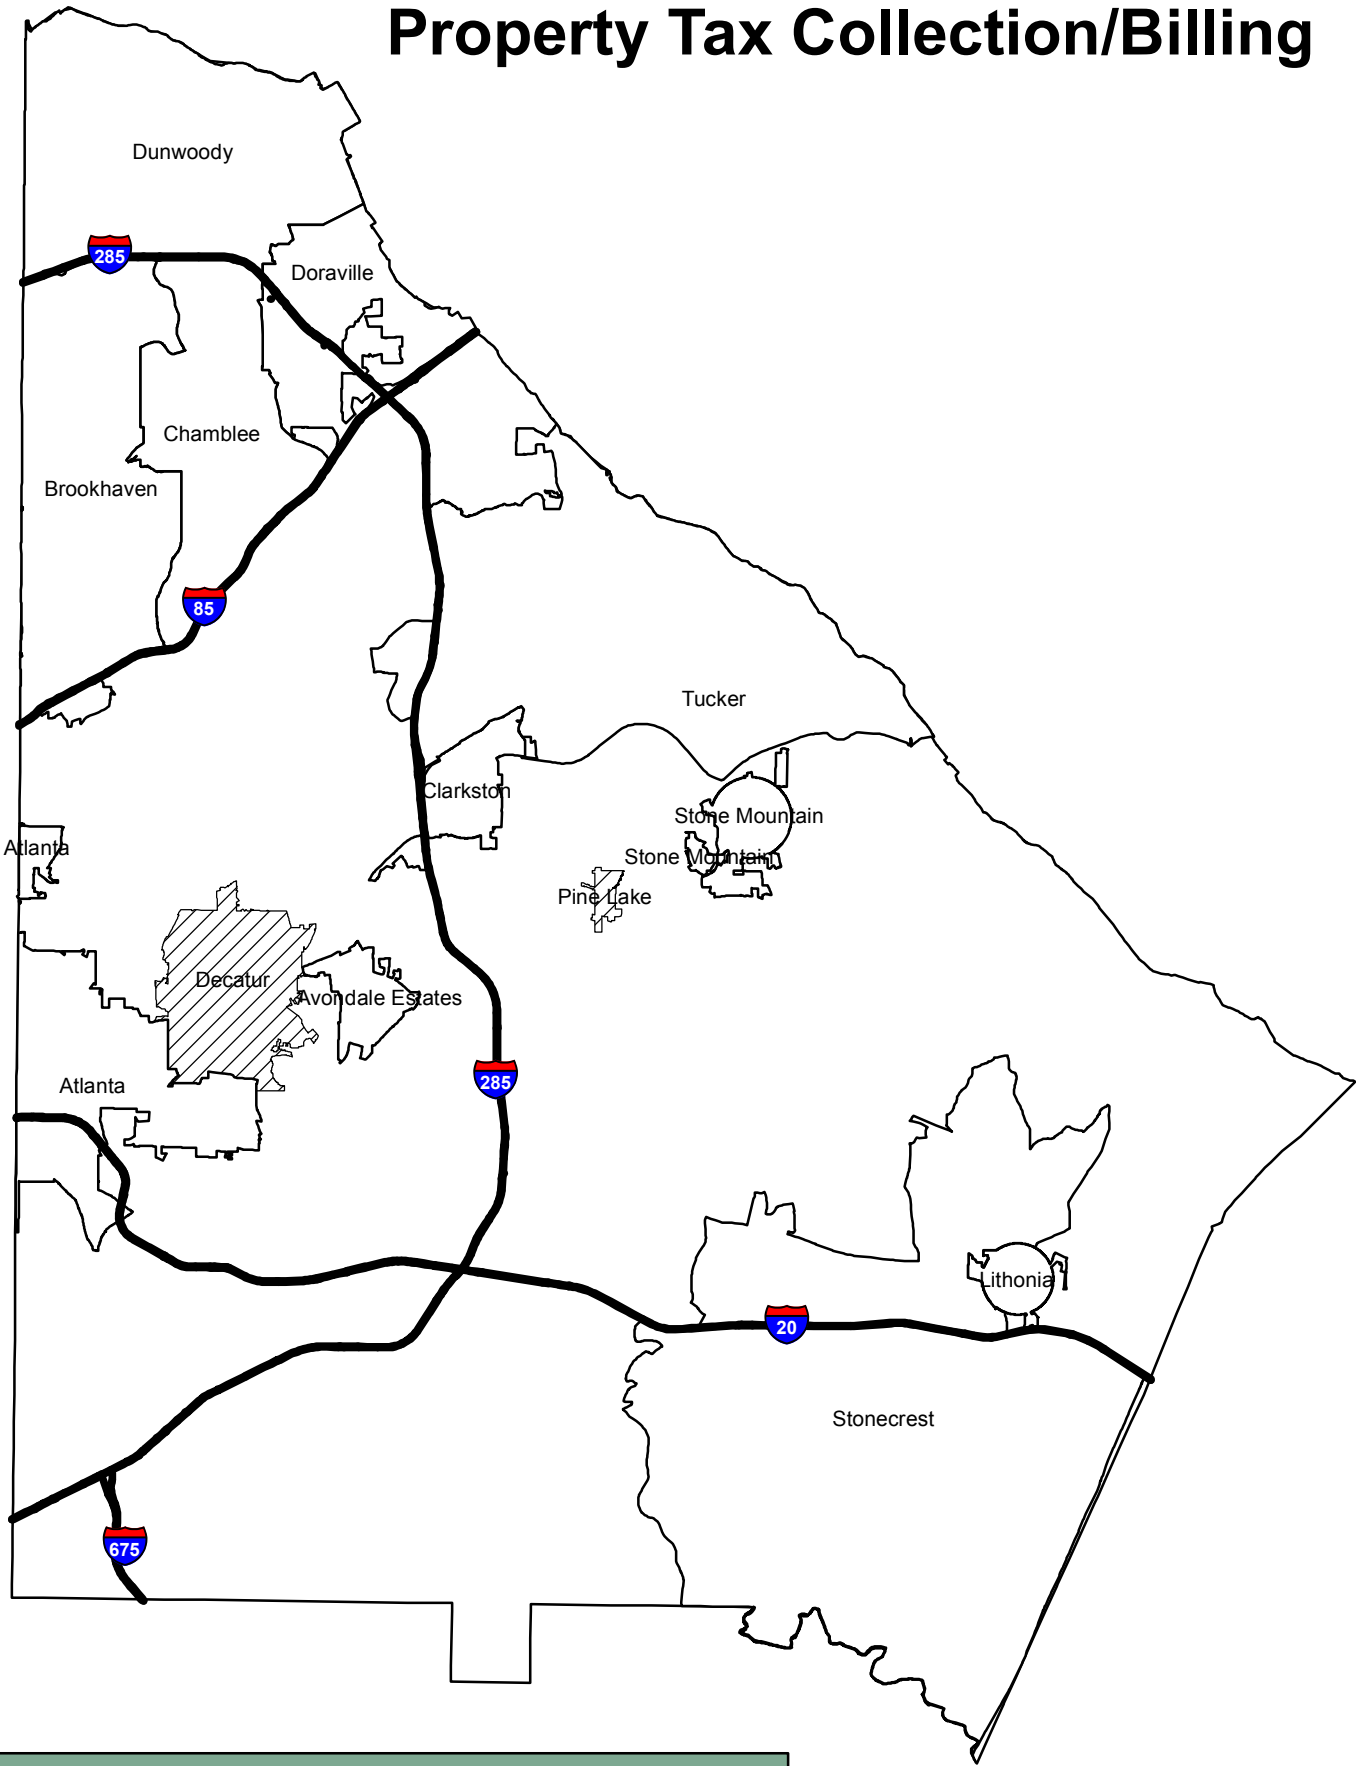 Property Tax Collection/Billing
Dunwoody
285
Doraville
Chamblee
Brookhaven
85
Tucker
Clarkston
Stone Mountain
Atlanta
Stone Mountain
Pine Lake
Decatur
Avondale Estates
285
Atlanta
Lithonia
20
Stonecrest
675